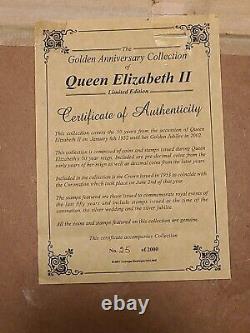 The
Golden Anniversary Collection
of
Queen Elizabeth II
Limited Edition
Certificate of Authenticity
This collection covers the 50 years from the accession of Queen
Elizabeth II on January 6th 1952 until her Golden Jubilee in 2002.
This collection is composed of coins and stamps issued during Queen
Elizabeth's 50 year reign. Included are pre-decimal coins from the
early years of her reign as well as decimal coins from the later years.
Included in the collection is the Crown issued in 1953 to coincide with
the Coronation which took place on June 2nd of that year.
The stamps featured are those issued to commemorate royal events of
the last fifty years and include stamps issued at the time of the
coronation, the silver wedding and the silver jubilee.
All the coins and stamps featured in this collection are genuine.
This certificate accompanies Collection
No. 25 of 2000